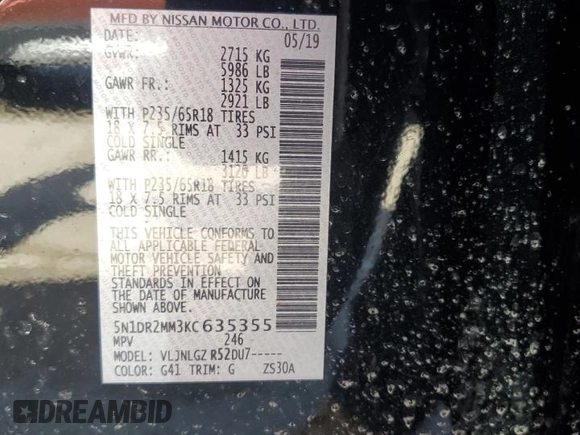 MFD BY NISSAN MOTOR CO., LTD.
DATE: 05/19
GVWR: 2715 KG
5986 LB
GAWR FR: 1325 KG
2921 LB
WITH P235/65R18 TIRES
18 X 7.5 RIMS AT 33 PSI
COLD SINGLE
GAWR RR: 1415 KG
3120 LB
WITH P235/65R18 TIRES
18 X 7.5 RIMS AT 33 PSI
COLD SINGLE
THIS VEHICLE CONFORMS TO
ALL APPLICABLE FEDERAL
MOTOR VEHICLE SAFETY AND
THEFT PREVENTION
STANDARDS IN EFFECT ON
THE DATE OF MANUFACTURE
SHOWN ABOVE.
5N1DR2MM3KC635355
MPV 246
MODEL: VLJNLGZ R52DU7-----
COLOR: G41 TRIM: G ZS30A
DREAMBID